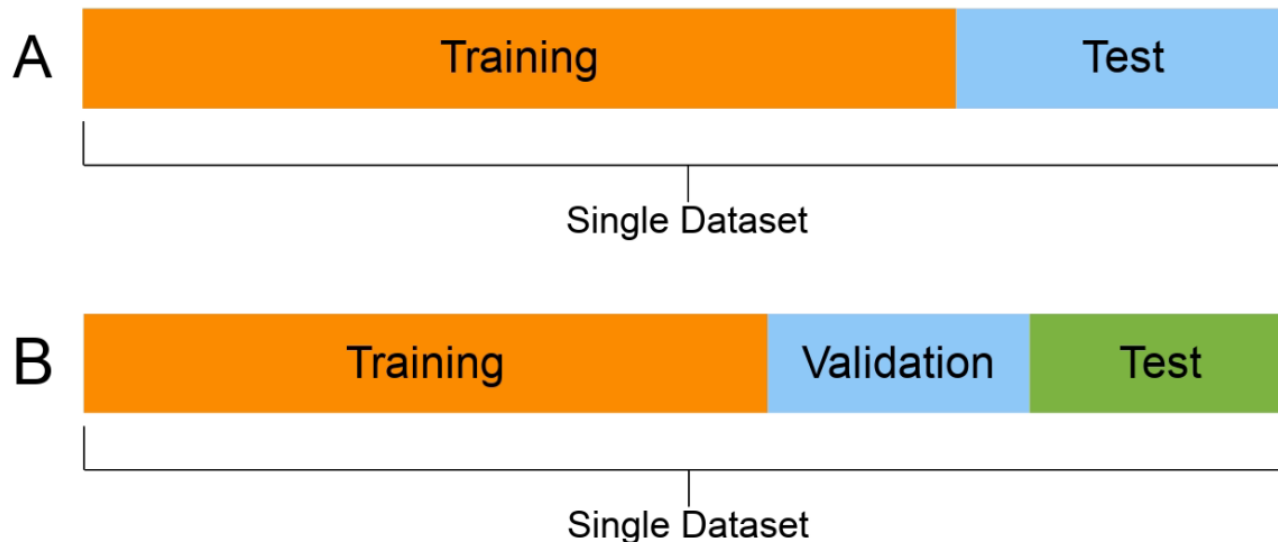 A Training Test
Single Dataset
B Training Validation Test
Single Dataset